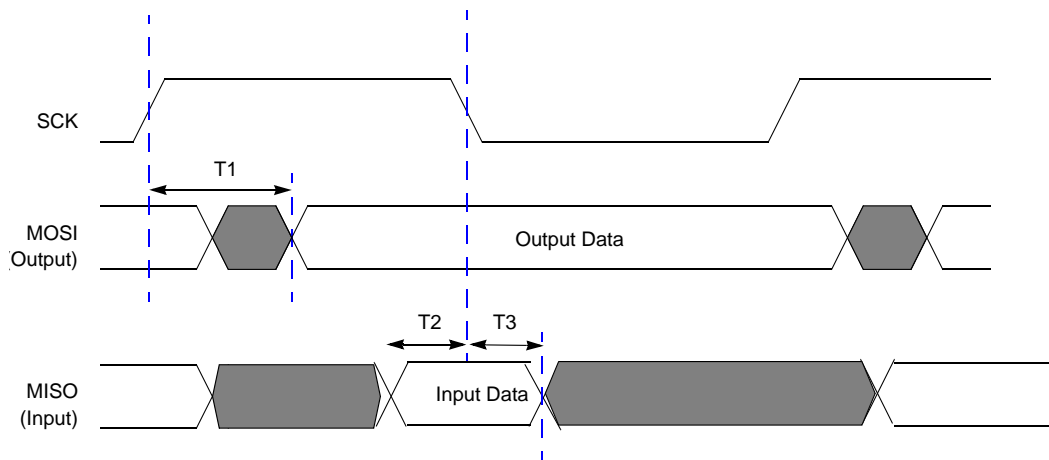 SCK
T1
MOSI
(Output)
Output Data
T2
T3
MISO
(Input)
Input Data